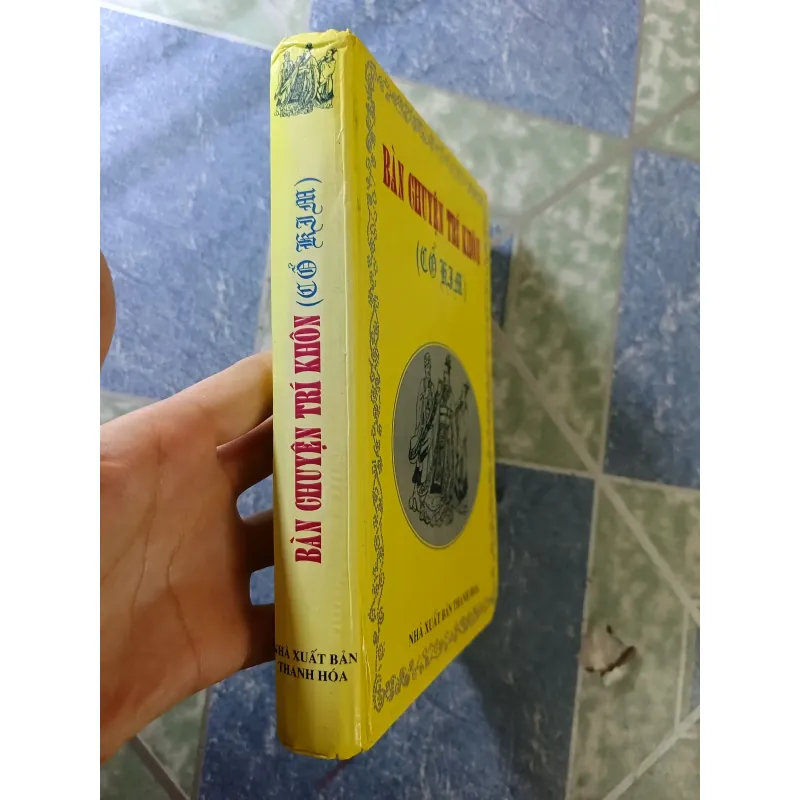 BÀN CHUYỆN TRÍ KHÔN (CỔ KIM)
NHÀ XUẤT BẢN
THANH HÓA
BÀN CHUYỆN TRÍ KHÔN
(CỔ KIM)
NHÀ XUẤT BẢN THANH HÓA